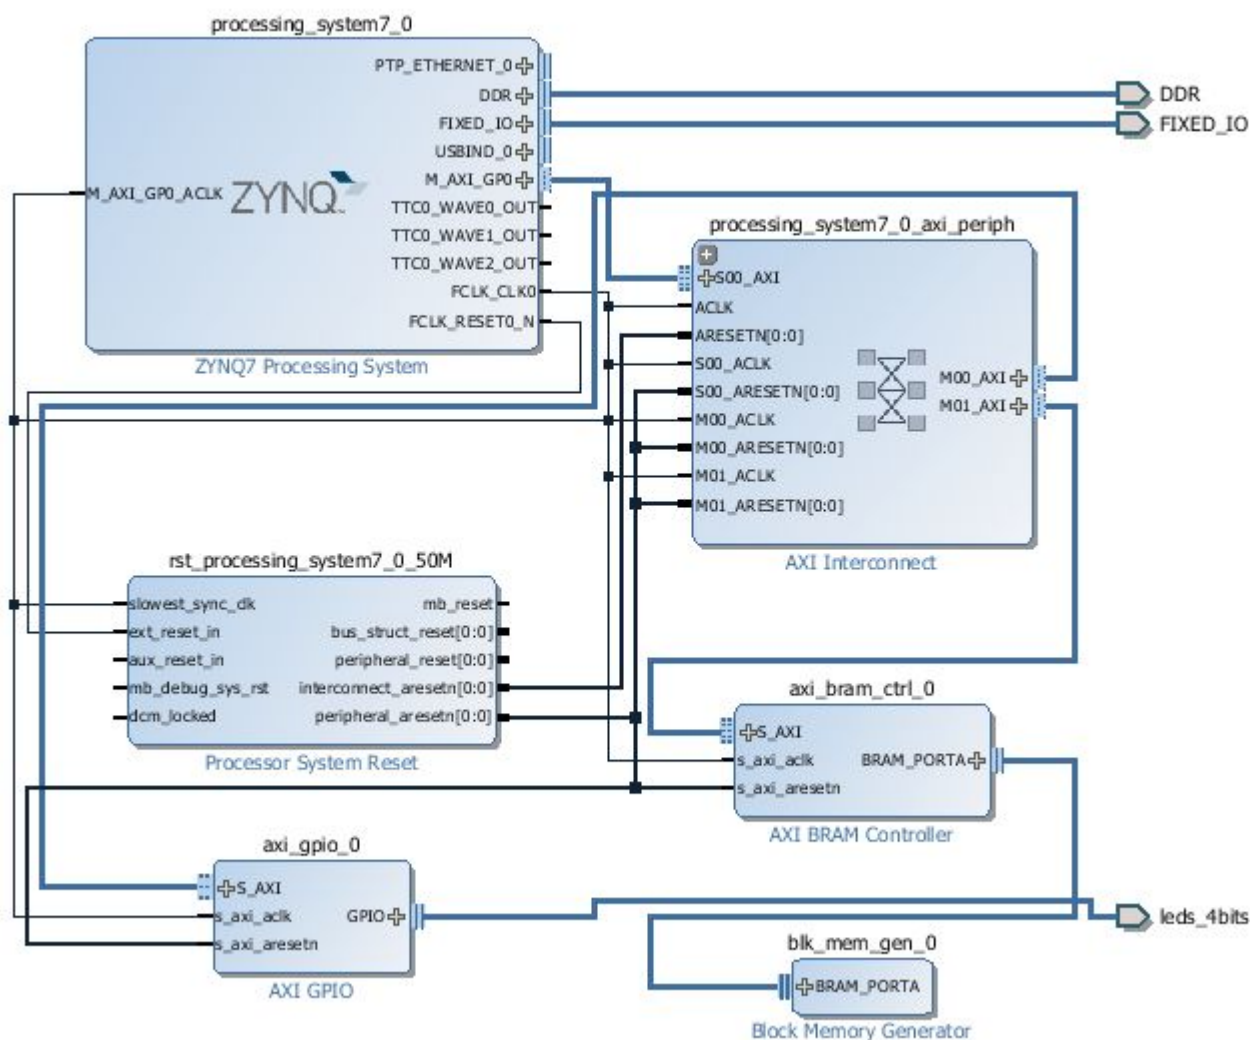 processing_system7_0
PTP_ETHERNET_0
DDR
FIXED_IO
USBIND_0
M_AXI_GP0
TTC0_WAVE0_OUT
TTC0_WAVE1_OUT
TTC0_WAVE2_OUT
FCLK_CLK0
FCLK_RESET0_N
M_AXI_GP0_ACLK
ZYNQ
ZYNQ7 Processing System
DDR
FIXED_IO
processing_system7_0_axi_periph
S00_AXI
ACLK
ARESETN[0:0]
S00_ACLK
S00_ARESETN[0:0]
M00_ACLK
M00_ARESETN[0:0]
M01_ACLK
M01_ARESETN[0:0]
M00_AXI
M01_AXI
AXI Interconnect
rst_processing_system7_0_50M
slowest_sync_clk
ext_reset_in
aux_reset_in
mb_debug_sys_rst
dcm_locked
mb_reset
bus_struct_reset[0:0]
peripheral_reset[0:0]
interconnect_aresetn[0:0]
peripheral_aresetn[0:0]
Processor System Reset
axi_bram_ctrl_0
S_AXI
s_axi_aclk
s_axi_aresetn
BRAM_PORTA
AXI BRAM Controller
axi_gpio_0
S_AXI
s_axi_aclk
s_axi_aresetn
GPIO
AXI GPIO
leds_4bits
blk_mem_gen_0
BRAM_PORTA
Block Memory Generator